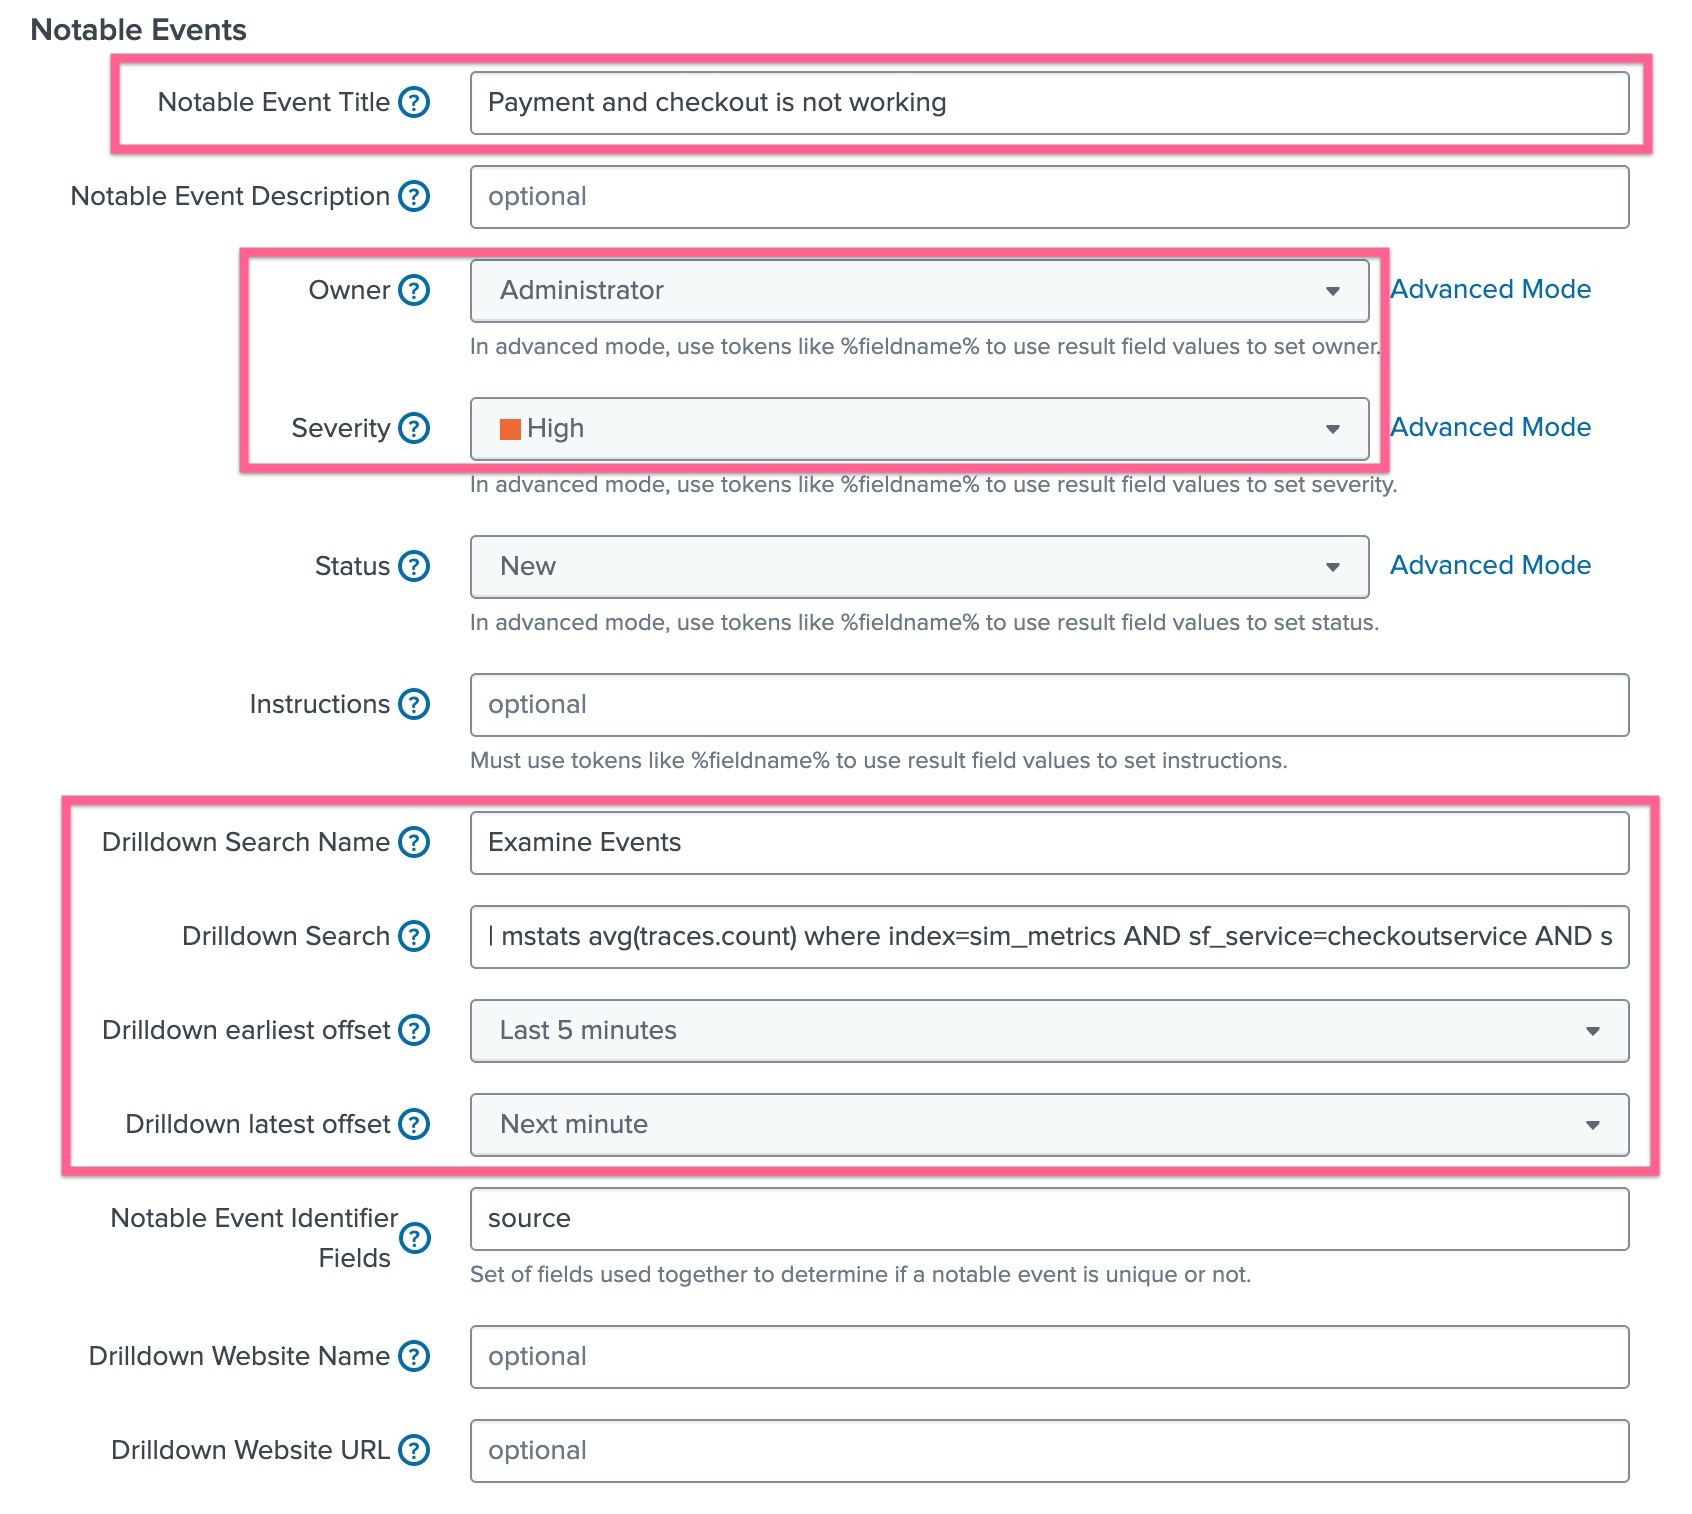 Notable Events
Notable Event Title ? Payment and checkout is not working
Notable Event Description ? optional
Owner ? Administrator Advanced Mode
In advanced mode, use tokens like %fieldname% to use result field values to set owner.
Severity ? High Advanced Mode
In advanced mode, use tokens like %fieldname% to use result field values to set severity.
Status ? New Advanced Mode
In advanced mode, use tokens like %fieldname% to use result field values to set status.
Instructions ? optional
Must use tokens like %fieldname% to use result field values to set instructions.
Drilldown Search Name ? Examine Events
Drilldown Search ? | mstats avg(traces.count) where index=sim_metrics AND sf_service=checkoutservice AND s
Drilldown earliest offset ? Last 5 minutes
Drilldown latest offset ? Next minute
Notable Event Identifier
Fields ? source
Set of fields used together to determine if a notable event is unique or not.
Drilldown Website Name ? optional
Drilldown Website URL ? optional